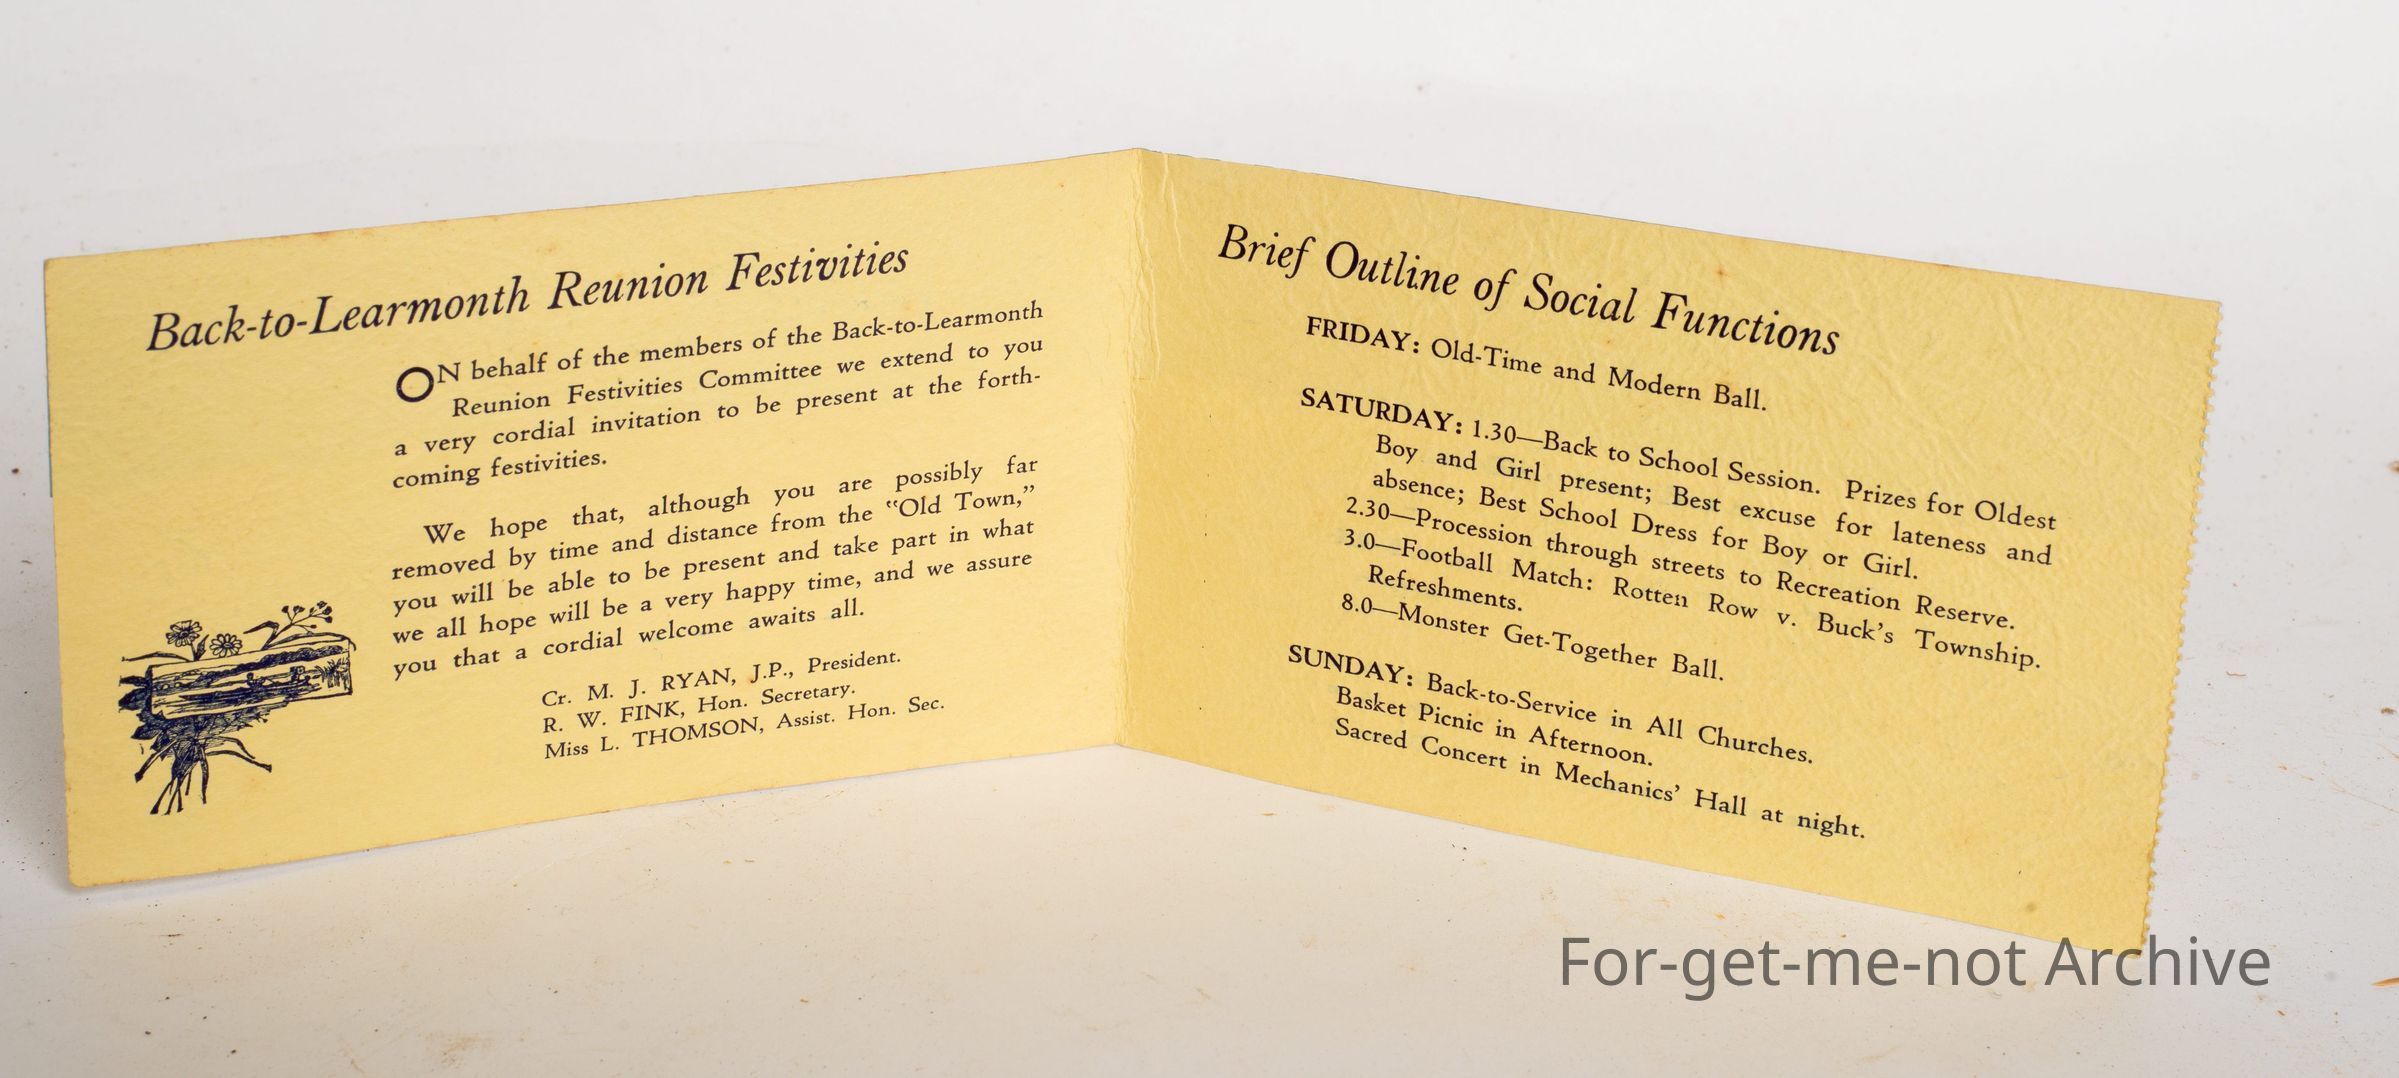 Back-to-Learmonth Reunion Festivities
ON behalf of the members of the Back-to-Learmonth
Reunion Festivities Committee we extend to you
a very cordial invitation to be present at the forth-
coming festivities.
We hope that, although you are possibly far
removed by time and distance from the "Old Town,"
you will be able to be present and take part in what
we all hope will be a very happy time, and we assure
you that a cordial welcome awaits all.
Cr. M. J. RYAN, J.P., President.
R. W. FINK, Hon. Secretary.
Miss L. THOMSON, Assist. Hon. Sec.
Brief Outline of Social Functions
FRIDAY: Old-Time and Modern Ball.
SATURDAY: 1.30—Back to School Session. Prizes for Oldest
Boy and Girl present; Best excuse for lateness and
absence; Best School Dress for Boy or Girl.
2.30—Procession through streets to Recreation Reserve.
3.0—Football Match: Rotten Row v. Buck's Township.
Refreshments.
8.0—Monster Get-Together Ball.
SUNDAY: Back-to-Service in All Churches.
Basket Picnic in Afternoon.
Sacred Concert in Mechanics' Hall at night.
For-get-me-not Archive